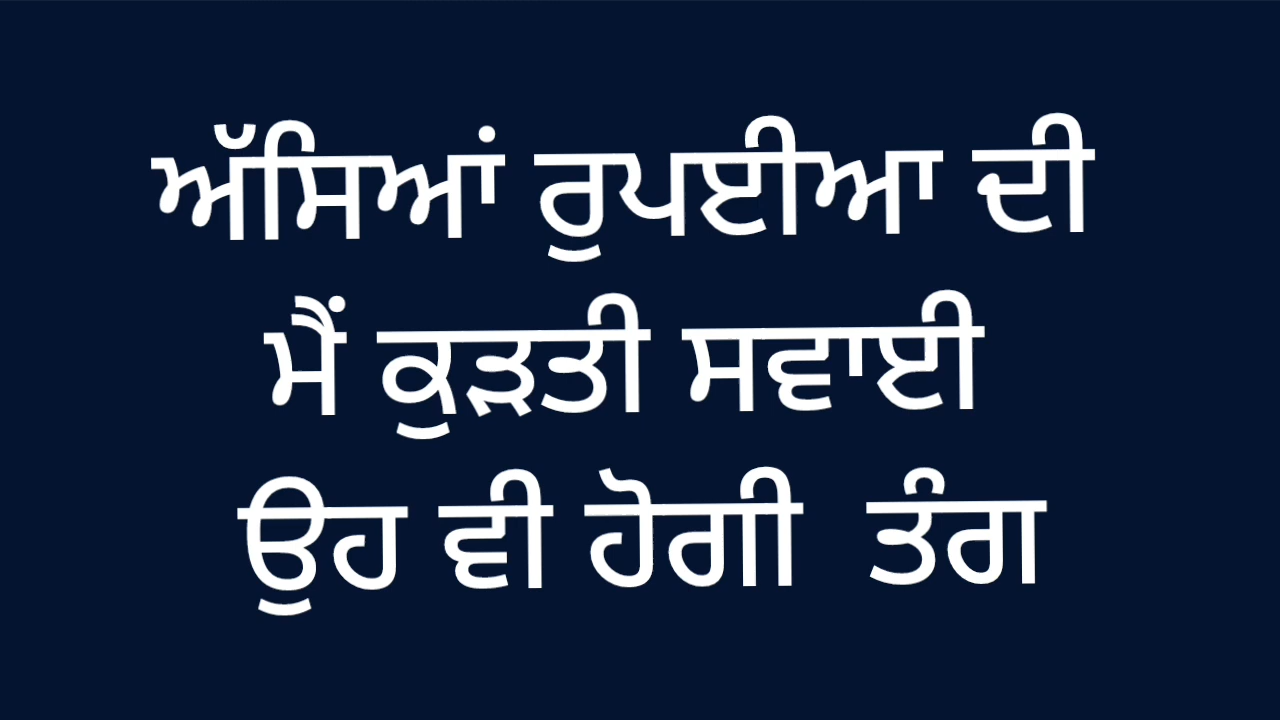 ਅੱਸਿਆਂ ਰੁਪਈਆ ਦੀ
ਮੈਂ ਕੁੜਤੀ ਸਵਾਈ
ਉਹ ਵੀ ਹੋਗੀ ਤੰਗ